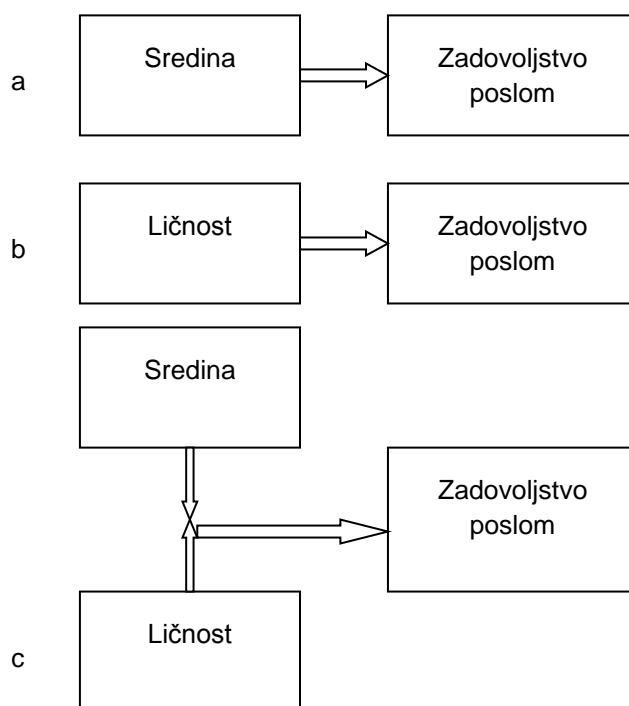 a
Sredina
Zadovoljstvo
poslom
b
Ličnost
Zadovoljstvo
poslom
Sredina
Zadovoljstvo
poslom
Ličnost
c